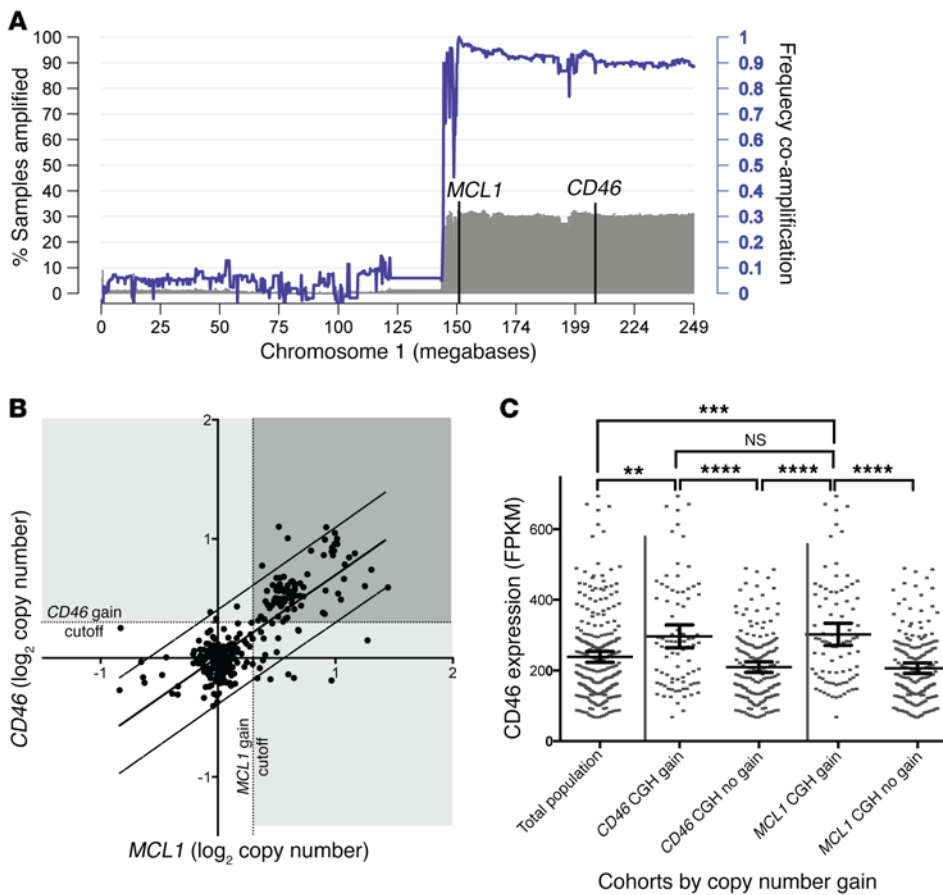 A
100
90
80
70
60
50
40
30
20
10
0
% Samples amplified
1
0.9
0.8
0.7
0.6
0.5
0.4
0.3
0.2
0.1
0
Frequecy co-amplification
MCL1
CD46
0 25 50 75 100 125 150 174 199 224 249
Chromosome 1 (megabases)
B
2
1
-1
-1
1
2
CD46 gain
cutoff
MCL1 gain
cutoff
CD46 (log2 copy number)
MCL1 (log2 copy number)
C
***
NS
** **** **** ****
600
400
200
0
CD46 expression (FPKM)
Total population
CD46 CGH gain
CD46 CGH no gain
MCL1 CGH gain
MCL1 CGH no gain
Cohorts by copy number gain